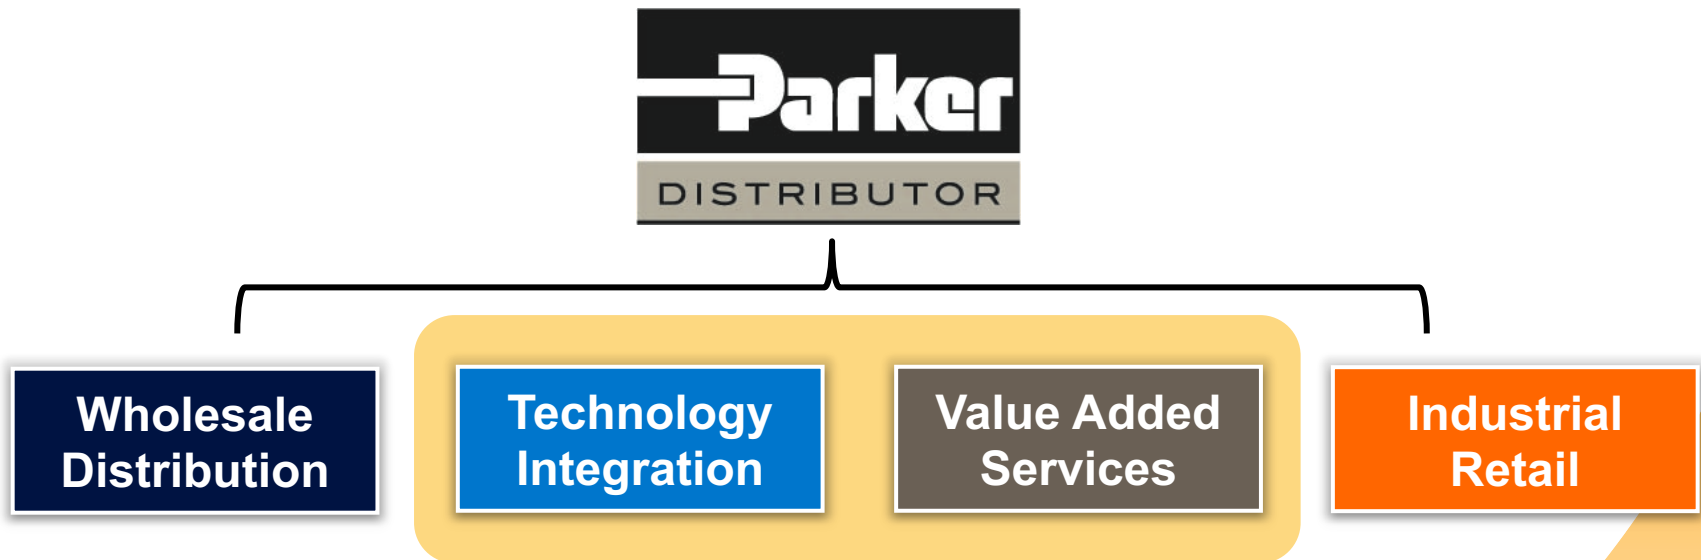 Parker
DISTRIBUTOR
Wholesale
Distribution
Technology
Integration
Value Added
Services
Industrial
Retail